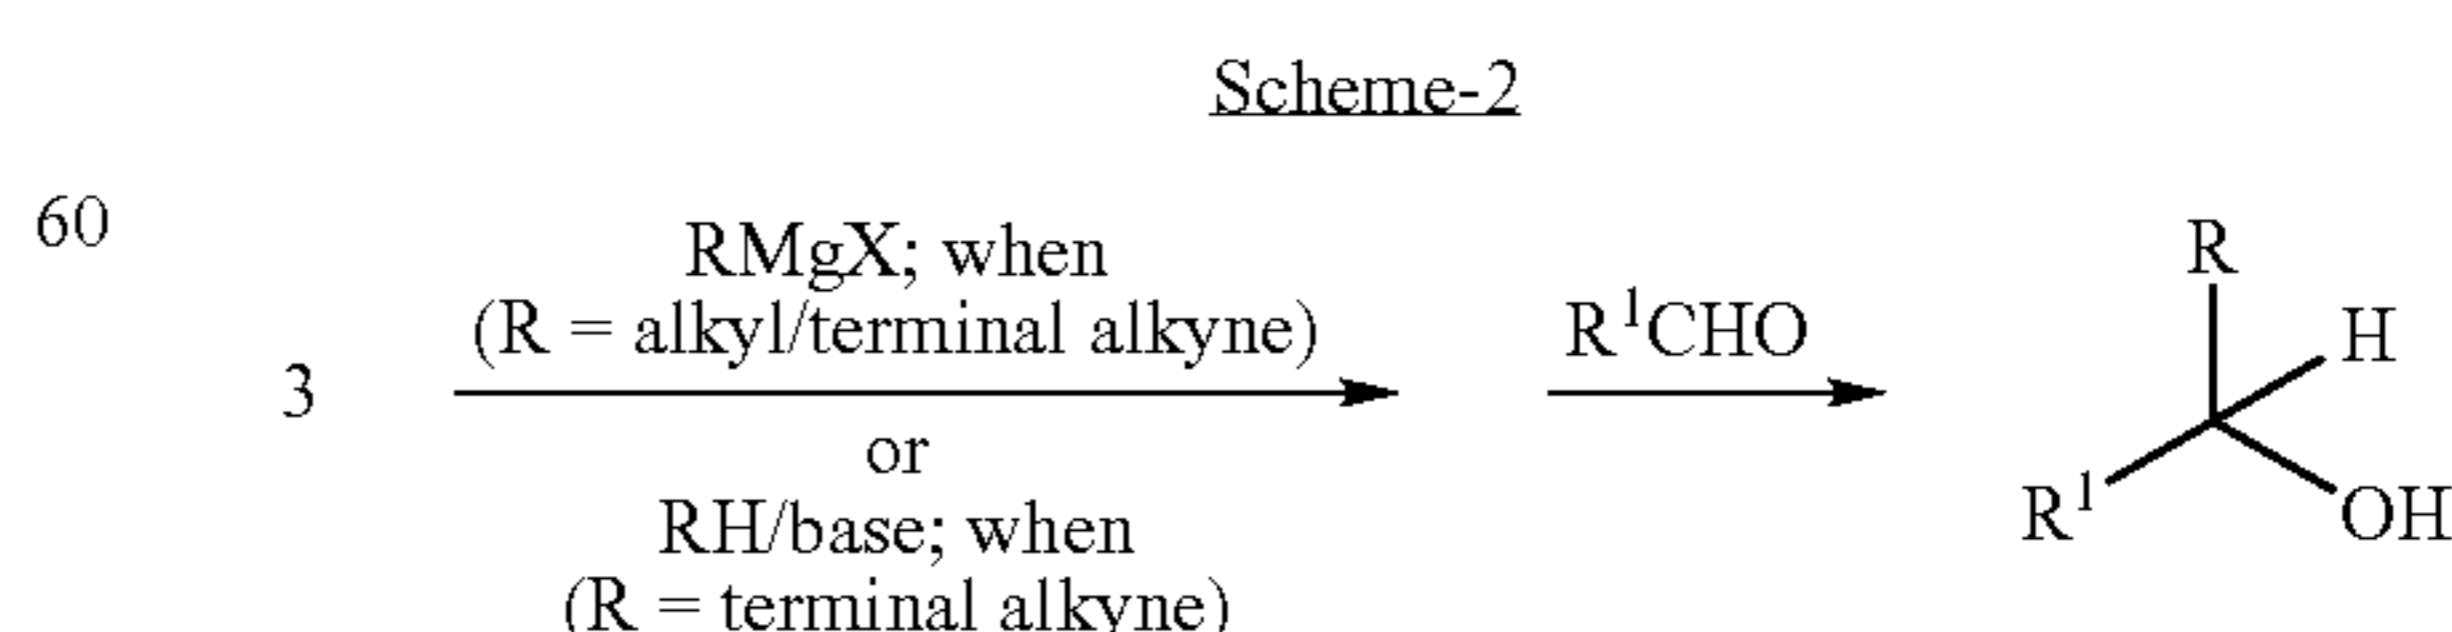 Scheme-2
60
RMgX; when
(R = alkyl/terminal alkyne)
3
or
RH/base; when
(R = terminal alkyne)
R¹CHO
R
H
R¹
OH